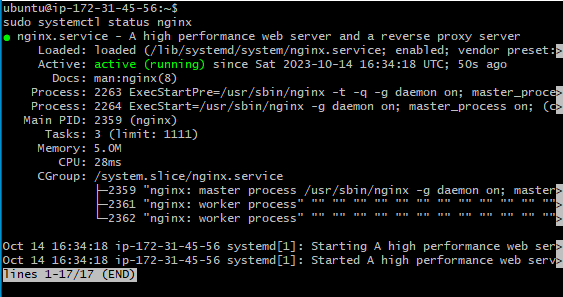 ubuntu@ip-172-31-45-56:~$
sudo systemctl status nginx
● nginx.service - A high performance web server and a reverse proxy server
Loaded: loaded (/lib/systemd/system/nginx.service; enabled; vendor preset:>
Active: active (running) since Sat 2023-10-14 16:34:18 UTC; 50s ago
Docs: man:nginx(8)
Process: 2263 ExecStartPre=/usr/sbin/nginx -t -q -g daemon on; master_proce>
Process: 2264 ExecStart=/usr/sbin/nginx -g daemon on; master_process on; (c>
Main PID: 2359 (nginx)
Tasks: 3 (limit: 1111)
Memory: 5.0M
CPU: 28ms
CGroup: /system.slice/nginx.service
├─2359 "nginx: master process /usr/sbin/nginx -g daemon on; master>
├─2361 "nginx: worker process" "" "" "" "" "" "" "" "" "" "" "" "">
└─2362 "nginx: worker process" "" "" "" "" "" "" "" "" "" "" "" "">
Oct 14 16:34:18 ip-172-31-45-56 systemd[1]: Starting A high performance web ser>
Oct 14 16:34:18 ip-172-31-45-56 systemd[1]: Started A high performance web serv>
lines 1-17/17 (END)